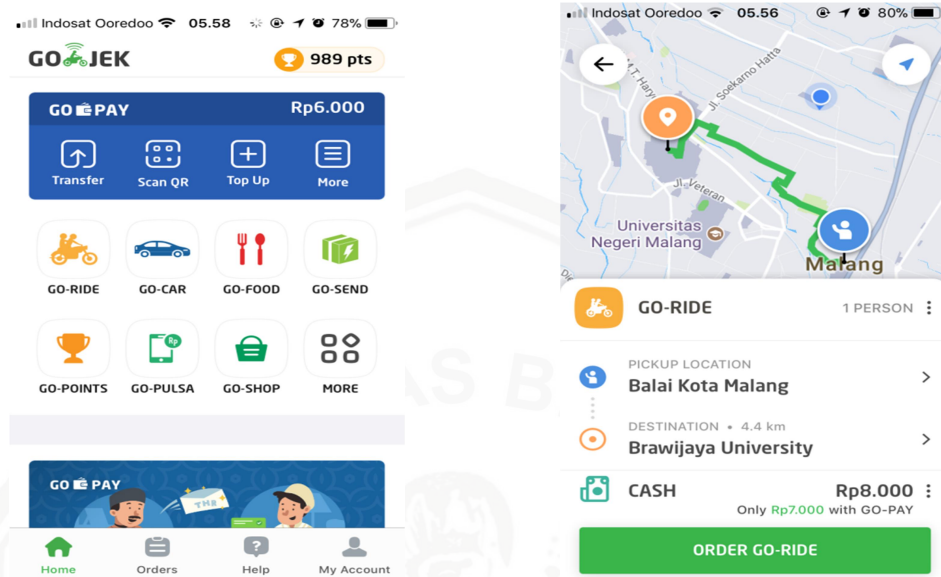 Indosat Ooredoo 05.58 78%
GO JEK
989 pts
GO PAY Rp6.000
Transfer Scan QR Top Up More
GO-RIDE GO-CAR GO-FOOD GO-SEND
Rp
GO-POINTS GO-PULSA GO-SHOP MORE
GO PAY
Home Orders Help My Account
Indosat Ooredoo 05.56 80%
Jl. Soekarno Hatta
Jl. Veteran
Universitas
Negeri Malang
Malang
GO-RIDE 1 PERSON
PICKUP LOCATION
Balai Kota Malang
DESTINATION • 4.4 km
Brawijaya University
CASH Rp8.000
Only Rp7.000 with GO-PAY
ORDER GO-RIDE